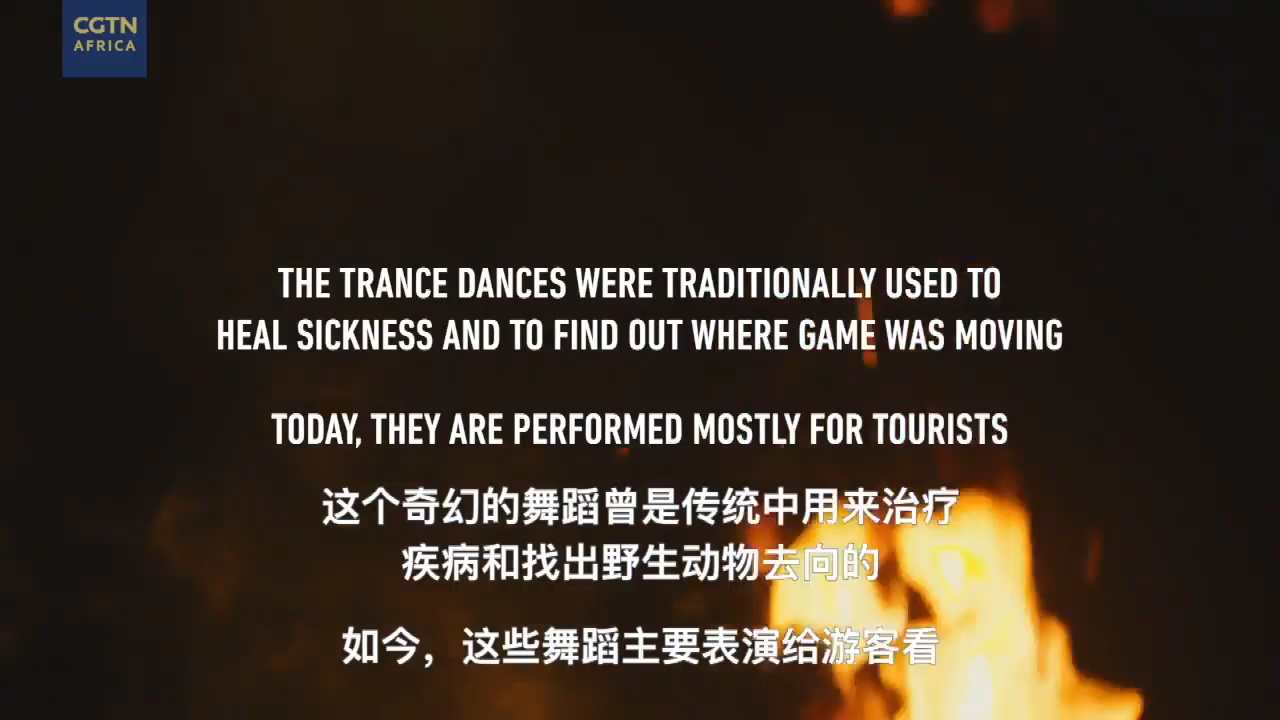 CGTN
AFRICA
THE TRANCE DANCES WERE TRADITIONALLY USED TO
HEAL SICKNESS AND TO FIND OUT WHERE GAME WAS MOVING
TODAY, THEY ARE PERFORMED MOSTLY FOR TOURISTS
这个奇幻的舞蹈曾是传统中用来治疗
疾病和找出野生动物去向的
如今，这些舞蹈主要表演给游客看